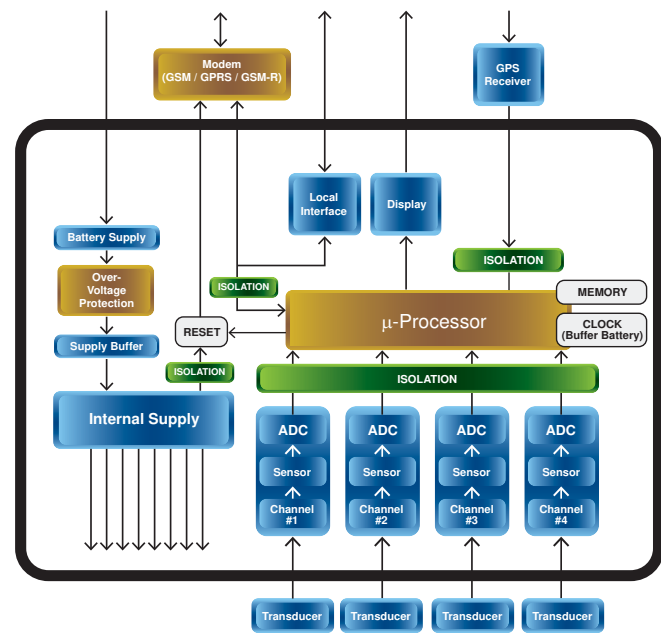 Modem
(GSM / GPRS / GSM-R)
GPS
Receiver
Local
Interface
Display
Battery Supply
ISOLATION
Over-
Voltage
Protection
ISOLATION
MEMORY
μ-Processor
CLOCK
(Buffer Battery)
RESET
Supply Buffer
ISOLATION
ISOLATION
Internal Supply
ADC
ADC
ADC
ADC
Sensor
Sensor
Sensor
Sensor
Channel
#1
Channel
#2
Channel
#3
Channel
#4
Transducer
Transducer
Transducer
Transducer